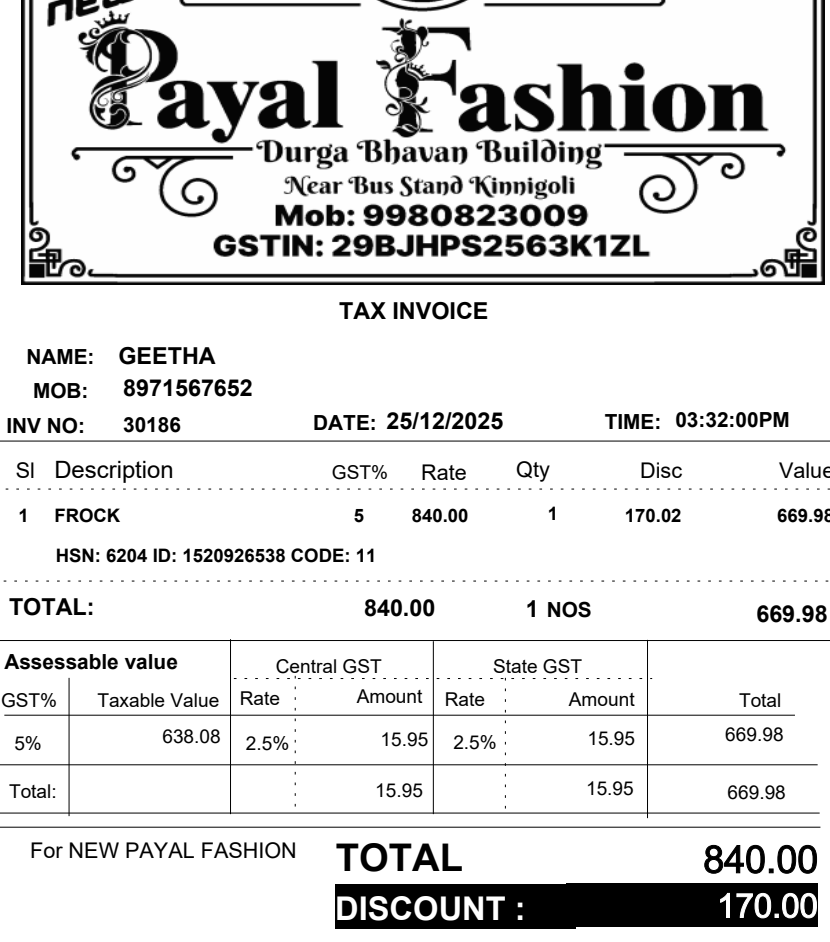 new
Payal Fashion
Durga Bhavan Building
Near Bus Stand Kinnigoli
Mob: 9980823009
GSTIN: 29BJHPS2563K1ZL
TAX INVOICE
NAME: GEETHA
MOB: 8971567652
INV NO: 30186 DATE: 25/12/2025 TIME: 03:32:00PM
Sl Description GST% Rate Qty Disc Value
1 FROCK 5 840.00 1 170.02 669.98
HSN: 6204 ID: 1520926538 CODE: 11
TOTAL: 840.00 1 NOS 669.98
Assessable value Central GST State GST
GST% Taxable Value Rate Amount Rate Amount Total
5% 638.08 2.5% 15.95 2.5% 15.95 669.98
Total: 15.95 15.95 669.98
For NEW PAYAL FASHION TOTAL 840.00
DISCOUNT : 170.00